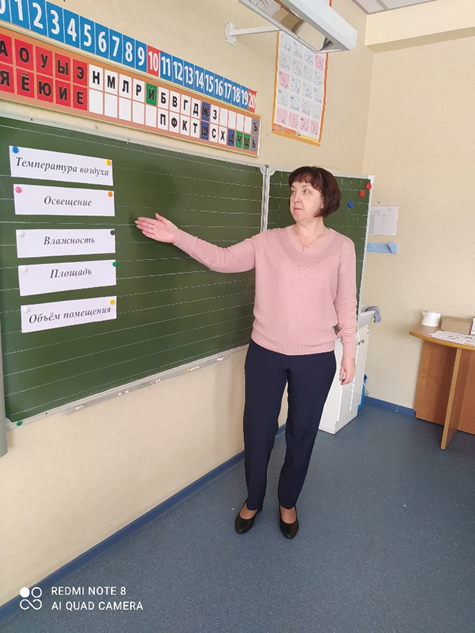 0 1 2 3 4 5 6 7 8 9 10 11 12 13 14 15 16 17 18 19 20
А О У Ы Э Н М Л Р Й Б В Г Д Ж З
Я Ё Ю И Е П Ф К Т Ш С Х Ц Щ Ч Ъ
Температура воздуха
Освещение
Влажность
Площадь
Объём помещения
REDMI NOTE 8
AI QUAD CAMERA